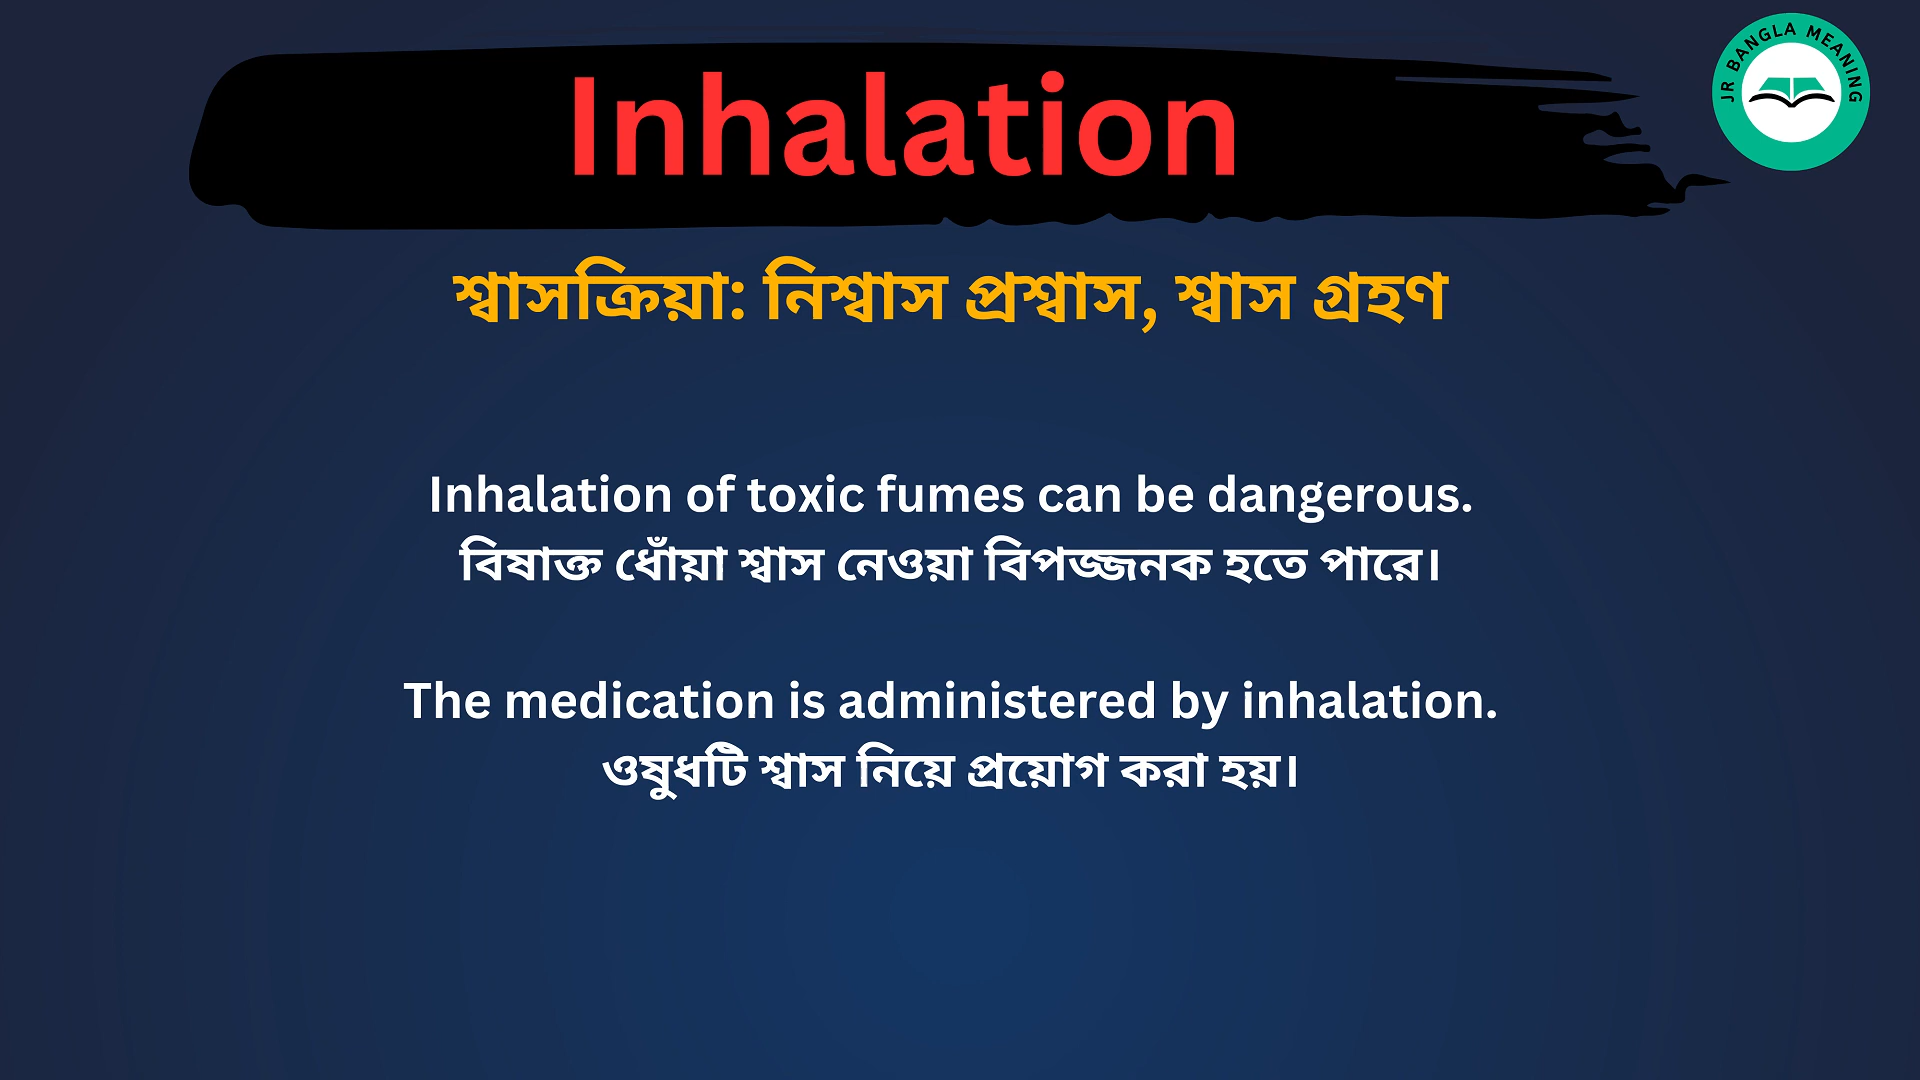 Inhalation
JR BANGLA MEANING
শ্বাসক্রিয়া: নিশ্বাস প্রশ্বাস, শ্বাস গ্রহণ
Inhalation of toxic fumes can be dangerous.
বিষাক্ত ধোঁয়া শ্বাস নেওয়া বিপজ্জনক হতে পারে।
The medication is administered by inhalation.
ওষুধটি শ্বাস নিয়ে প্রয়োগ করা হয়।